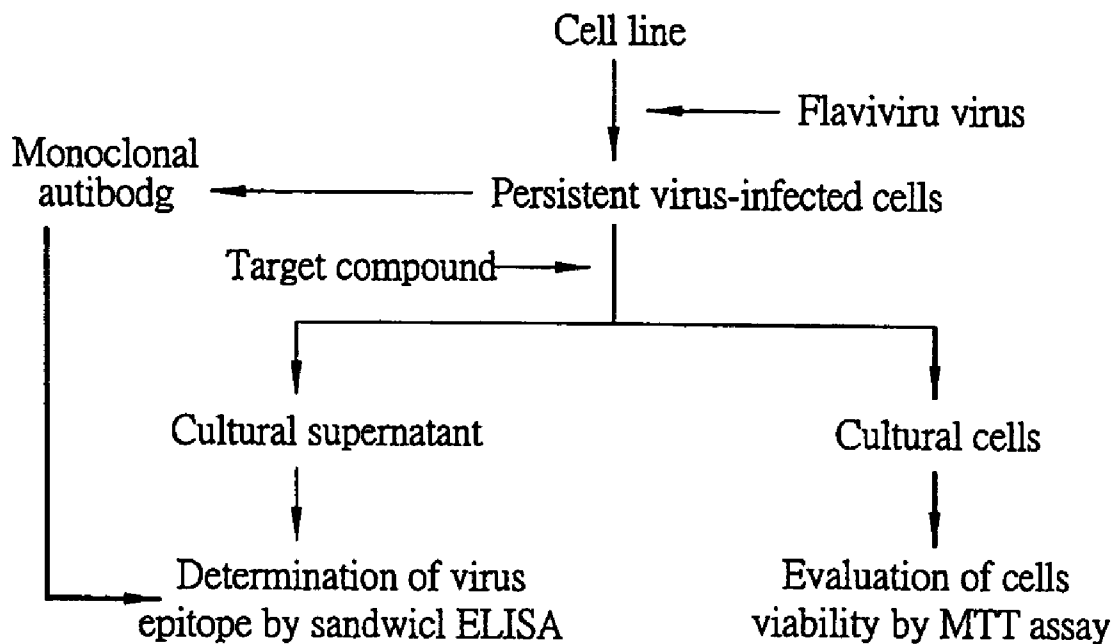 Cell line
Flaviviru virus
Monoclonal
autibodg
Persistent virus-infected cells
Target compound
Cultural supernatant
Cultural cells
Determination of virus
epitope by sandwicl ELISA
Evaluation of cells
viability by MTT assay